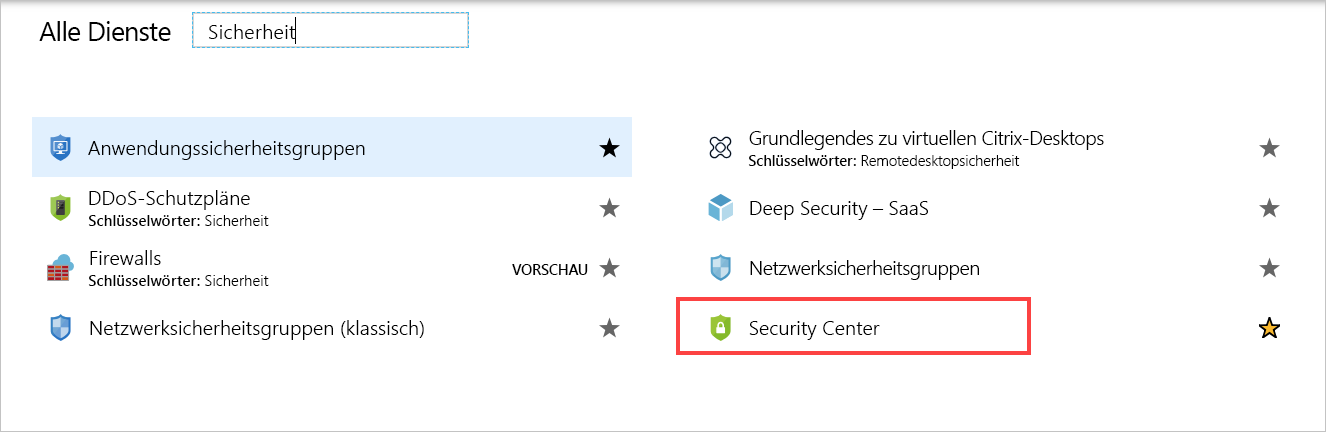 Alle Dienste
Sicherheit
Anwendungssicherheitsgruppen
DDoS-Schutzpläne
Schlüsselwörter: Sicherheit
Firewalls
Schlüsselwörter: Sicherheit
VORSCHAU
Netzwerksicherheitsgruppen (klassisch)
Grundlegendes zu virtuellen Citrix-Desktops
Schlüsselwörter: Remotedesktopsicherheit
Deep Security – SaaS
Netzwerksicherheitsgruppen
Security Center